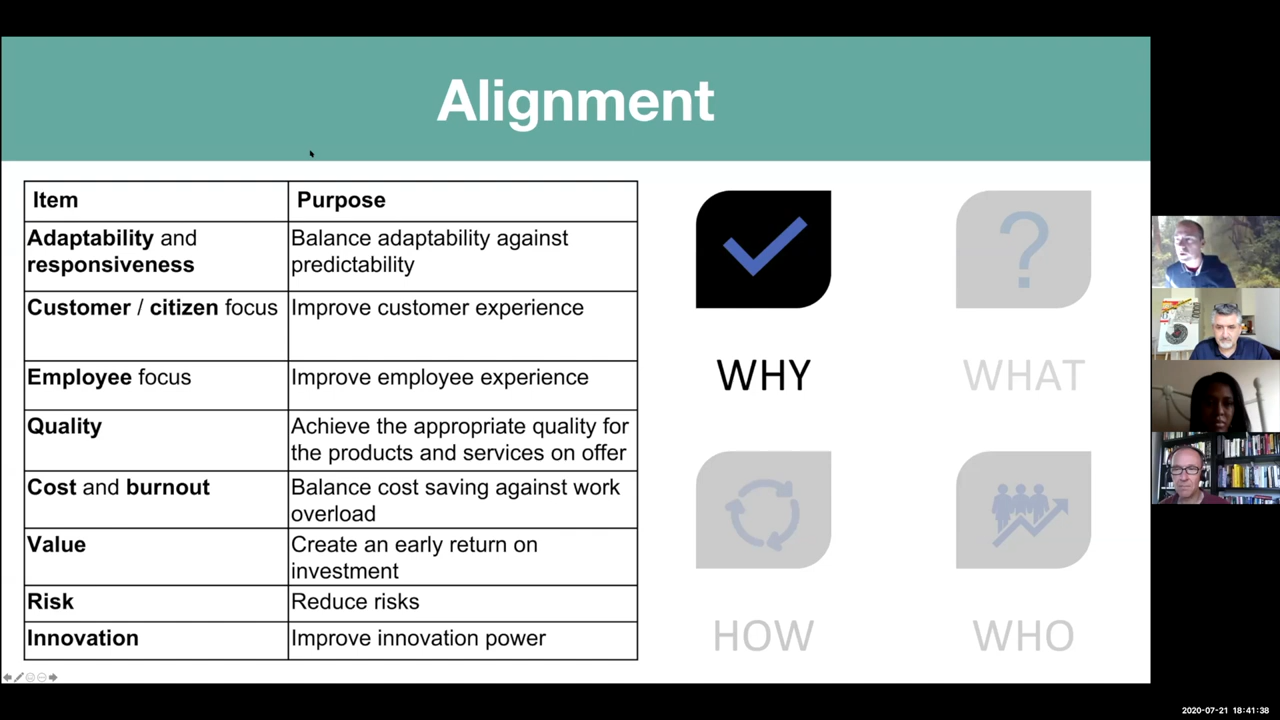 Alignment
Item Purpose
Adaptability and
responsiveness
Balance adaptability against
predictability
Customer / citizen focus
Improve customer experience
Employee focus
Improve employee experience
Quality
Achieve the appropriate quality for
the products and services on offer
Cost and burnout
Balance cost saving against work
overload
Value
Create an early return on
investment
Risk
Reduce risks
Innovation
Improve innovation power
?
WHY
WHAT
HOW
WHO
2020-07-21 18:41:38